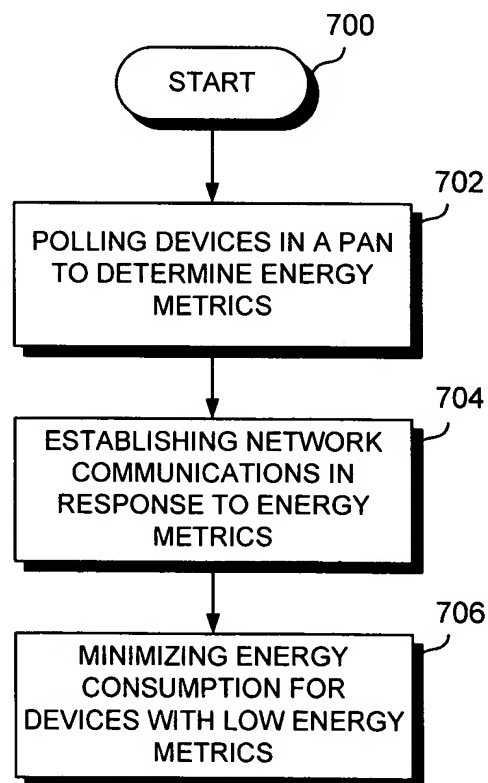 700
START
702
POLLING DEVICES IN A PAN
TO DETERMINE ENERGY
METRICS
704
ESTABLISHING NETWORK
COMMUNICATIONS IN
RESPONSE TO ENERGY
METRICS
706
MINIMIZING ENERGY
CONSUMPTION FOR
DEVICES WITH LOW ENERGY
METRICS